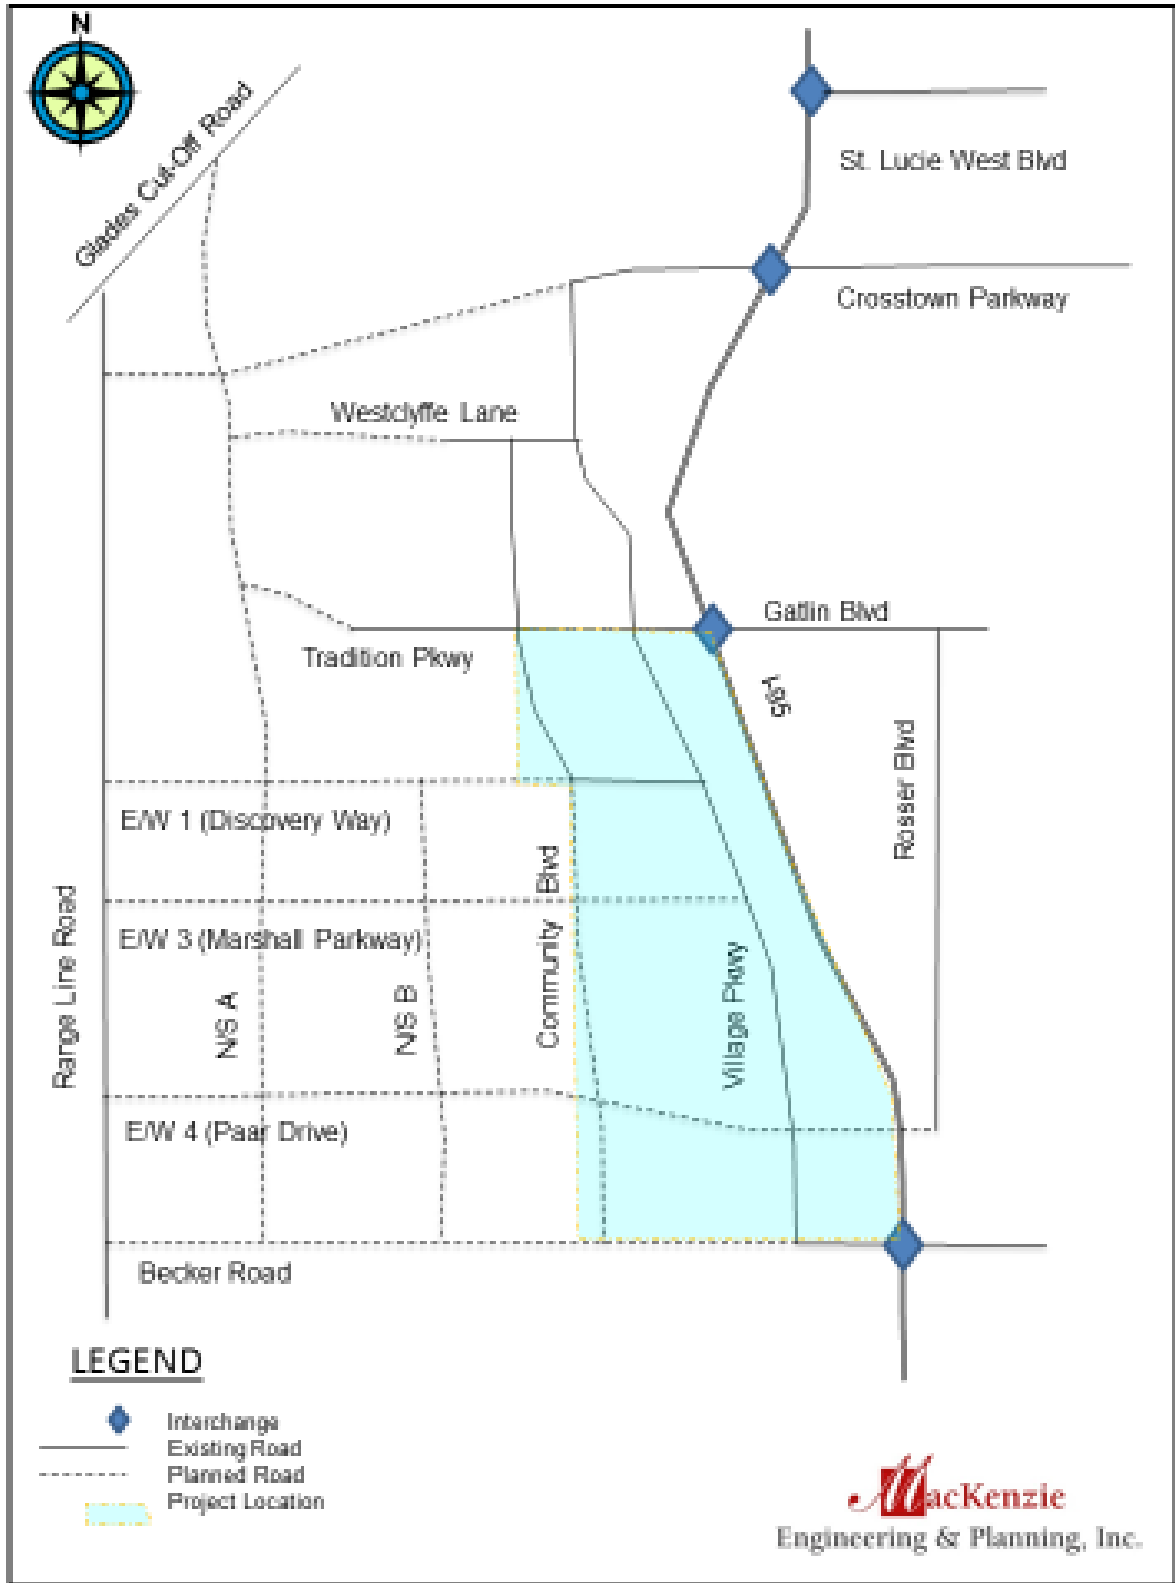 N
Glades Cut-Off Road
St. Lucie West Blvd
Crosstown Parkway
Westclyffe Lane
Gatlin Blvd
Tradition Pkwy
I-95
Rosser Blvd
E/W 1 (Discovery Way)
Community Blvd
E/W 3 (Marshall Parkway)
Range Line Road
N/S A
N/S B
Village Pkwy
E/W 4 (Paar Drive)
Becker Road
LEGEND
Interchange
Existing Road
Planned Road
Project Location
MacKenzie
Engineering & Planning, Inc.